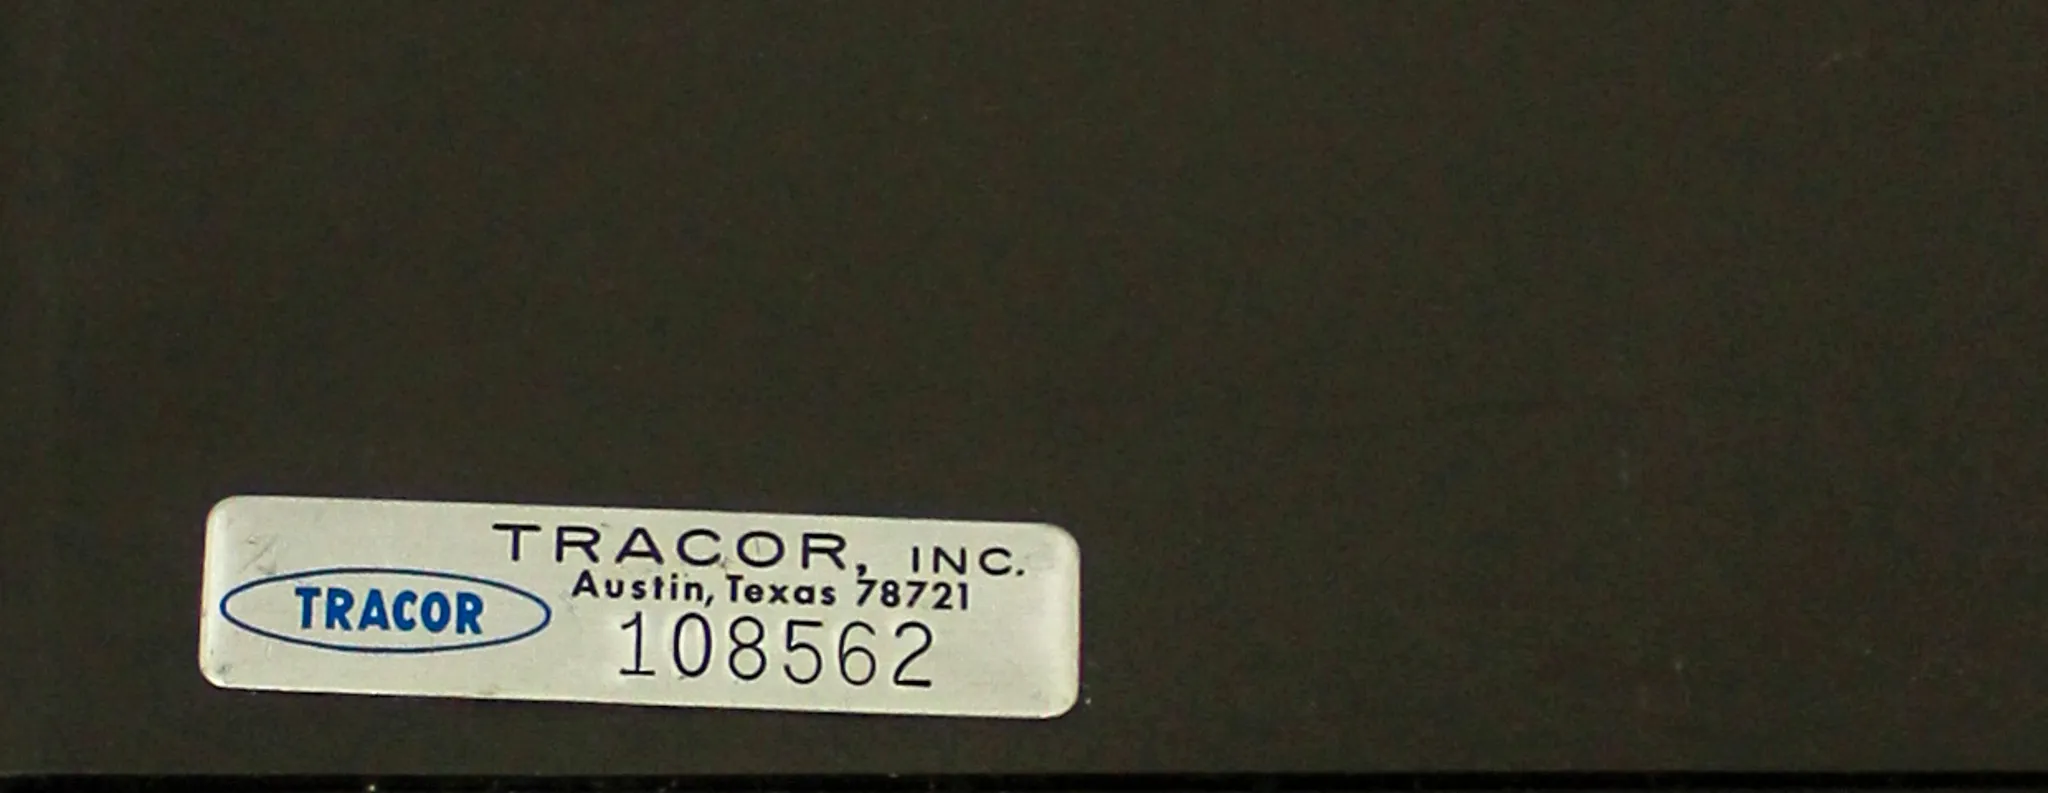 TRACOR, INC.
Austin, Texas 78721
TRACOR
108562